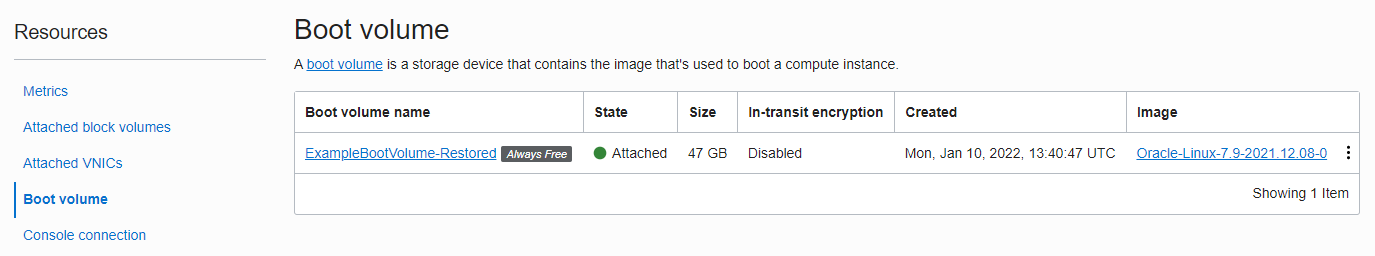 Resources
Metrics
Attached block volumes
Attached VNICs
Boot volume
Console connection
Boot volume
A boot volume is a storage device that contains the image that's used to boot a compute instance.
Boot volume name State Size In-transit encryption Created Image
ExampleBootVolume-Restored Always Free Attached 47 GB Disabled Mon, Jan 10, 2022, 13:40:47 UTC Oracle-Linux-7.9-2021.12.08-0
Showing 1 Item